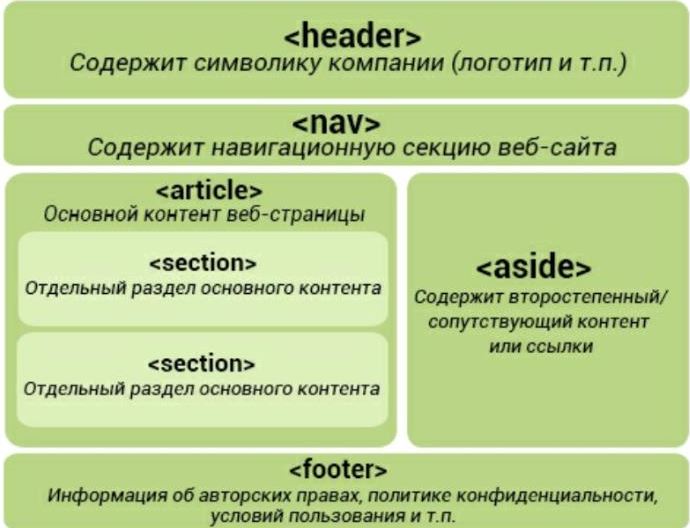 <header>
Содержит символику компании (логотип и т.п.)
<nav>
Содержит навигационную секцию веб-сайта
<article>
Основной контент веб-страницы
<section>
Отдельный раздел основного контента
<section>
Отдельный раздел основного контента
<aside>
Содержит второстепенный/
сопутствующий контент
или ссылки
<footer>
Информация об авторских правах, политике конфиденциальности,
условий пользования и т.п.